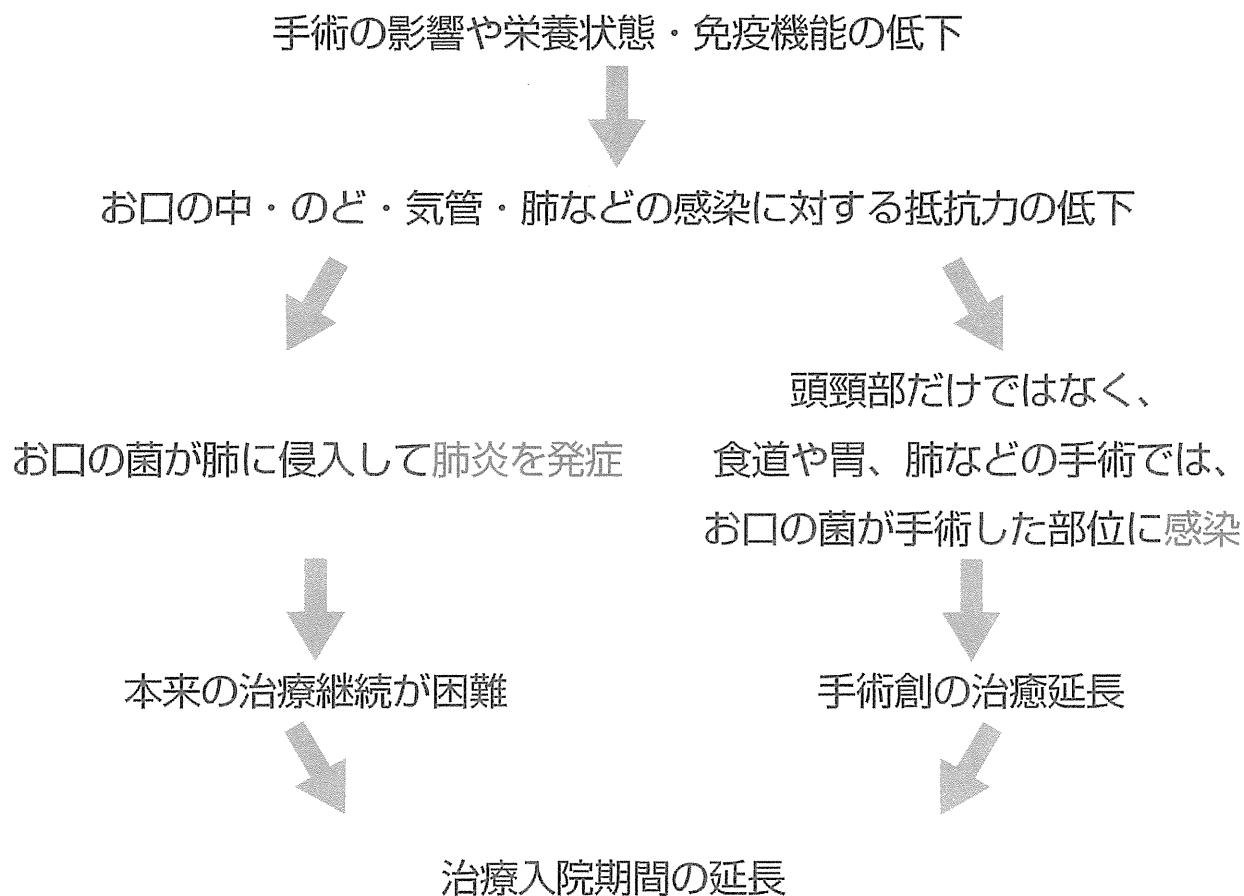 手術の影響や栄養状態・免疫機能の低下
お口の中・のど・気管・肺などの感染に対する抵抗力の低下
お口の菌が肺に侵入して肺炎を発症
頭頸部だけではなく、
食道や胃、肺などの手術では、
お口の菌が手術した部位に感染
本来の治療継続が困難
手術創の治癒延長
治療入院期間の延長